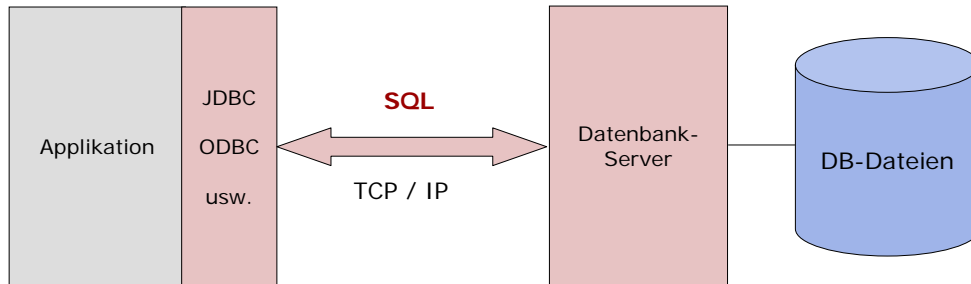 Applikation
JDBC
ODBC
usw.
SQL
TCP / IP
Datenbank-
Server
DB-Dateien